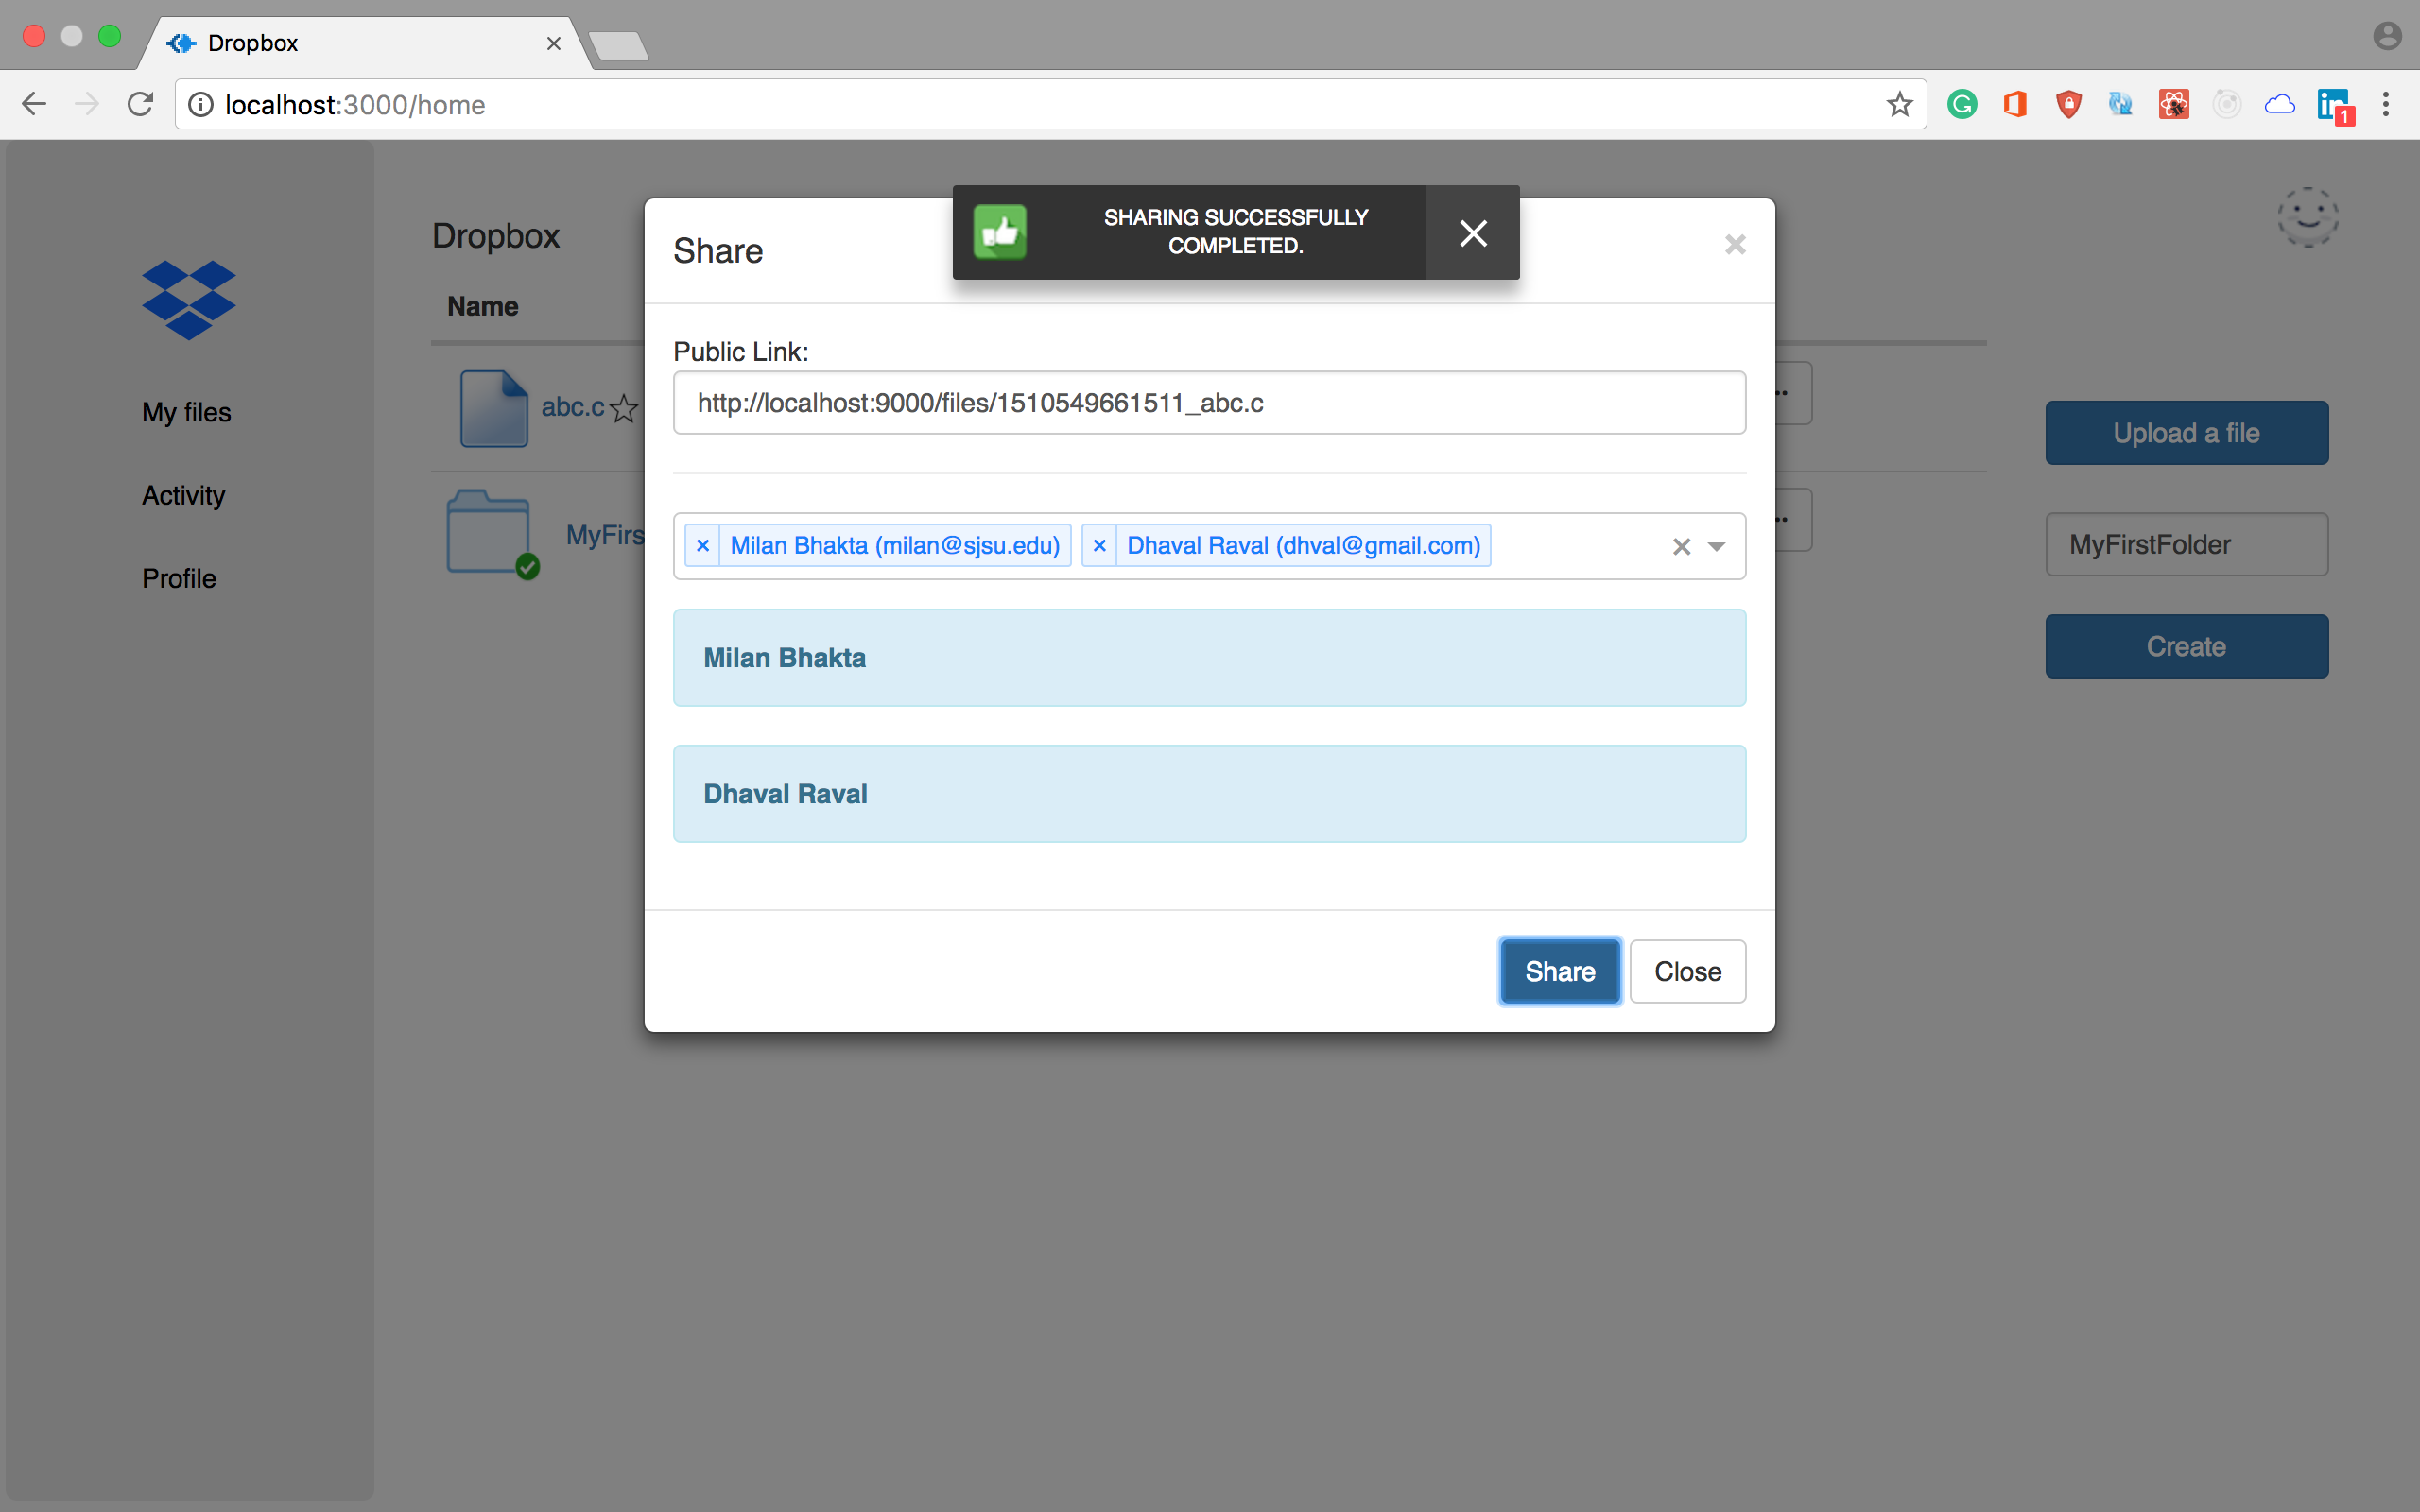 Dropbox
localhost:3000/home
1
Dropbox
Name
My files
Activity
Profile
abc.c
MyFirs
SHARING SUCCESSFULLY
COMPLETED.
Share
Public Link:
http://localhost:9000/files/1510549661511_abc.c
× Milan Bhakta (milan@sjsu.edu) × Dhaval Raval (dhval@gmail.com)
Milan Bhakta
Dhaval Raval
Share Close
Upload a file
MyFirstFolder
Create